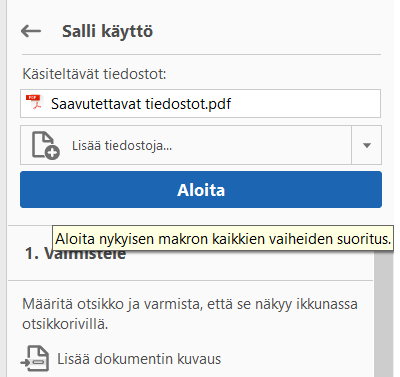 Salli käyttö
Käsiteltävät tiedostot:
Saavutettavat tiedostot.pdf
Lisää tiedostoja...
Aloita
Aloita nykyisen makron kaikkien vaiheiden suoritus.
1. Valmistele
Määritä otsikko ja varmista, että se näkyy ikkunassa
otsikkorivillä.
Lisää dokumentin kuvaus